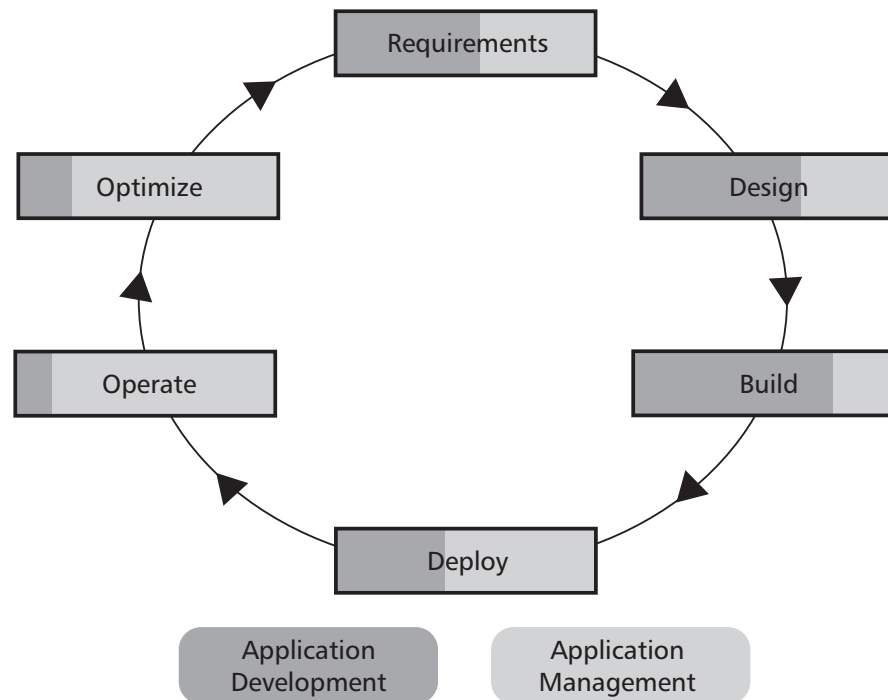 Requirements
Optimize
Design
Operate
Build
Deploy
Application
Development
Application
Management